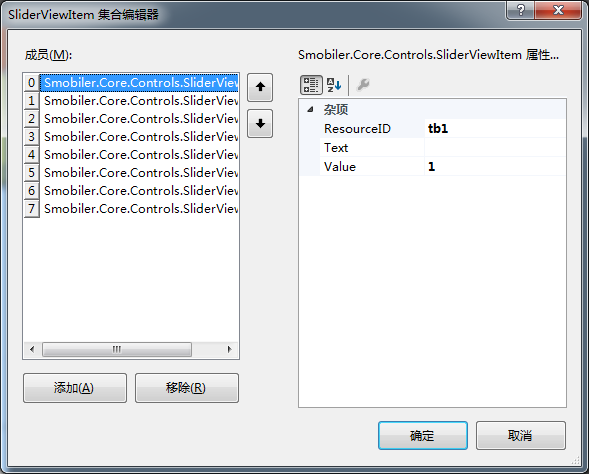 SliderViewItem 集合编辑器
成员(M):
Smobiler.Core.Controls.SliderViewItem 属性...
0 Smobiler.Core.Controls.SliderView
1 Smobiler.Core.Controls.SliderView
2 Smobiler.Core.Controls.SliderView
3 Smobiler.Core.Controls.SliderView
4 Smobiler.Core.Controls.SliderView
5 Smobiler.Core.Controls.SliderView
6 Smobiler.Core.Controls.SliderView
7 Smobiler.Core.Controls.SliderView
杂项
ResourceID tb1
Text
Value 1
添加(A) 移除(R)
确定 取消